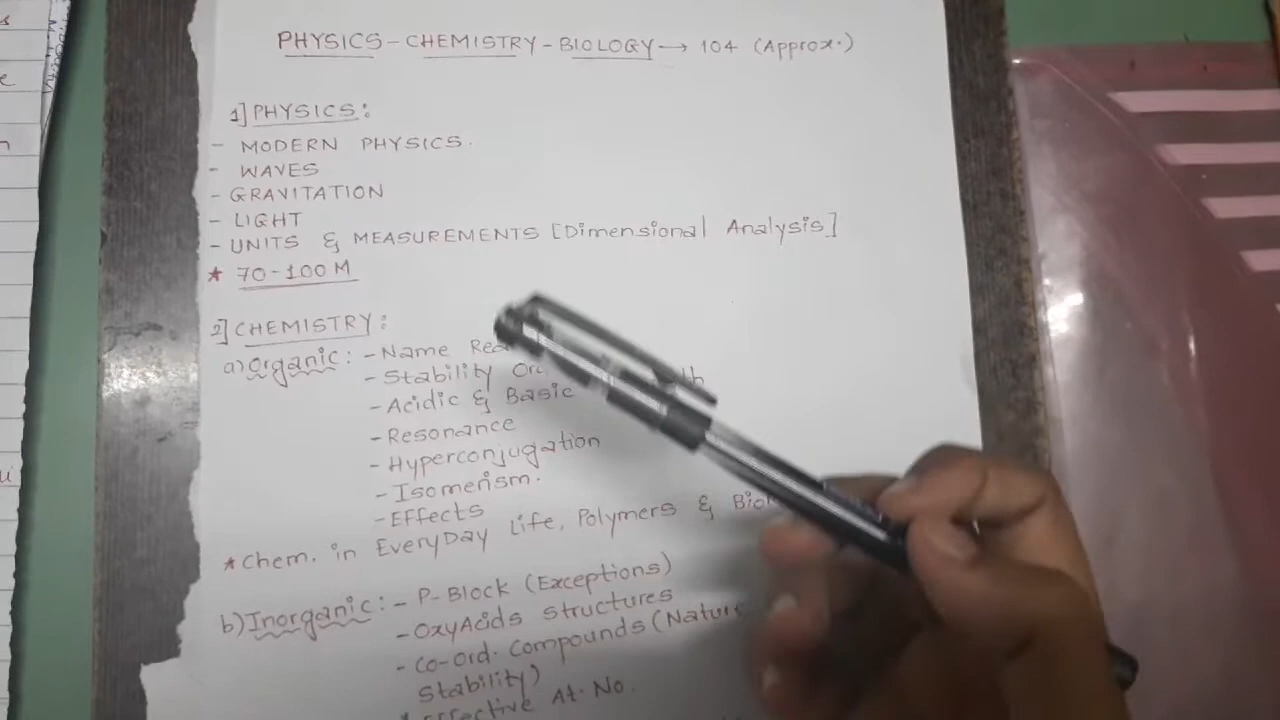 PHYSICS - CHEMISTRY - BIOLOGY → 104 (Approx.)
1] PHYSICS:
- MODERN PHYSICS.
- WAVES
- GRAVITATION
- LIGHT
- UNITS & MEASUREMENTS [Dimensional Analysis]
* 70-100 M
2] CHEMISTRY:
a) Organic: - Name
- Stability
- Acidic & Basic
- Resonance
- Hyperconjugation
- Isomerism.
- Effects
* Chem. in EveryDay Life, Polymers &
b) Inorganic: - P-Block (Exceptions)
- OxyAcids structures
- Co-ord. Compounds (Nature
stability)
* Effective At. No.